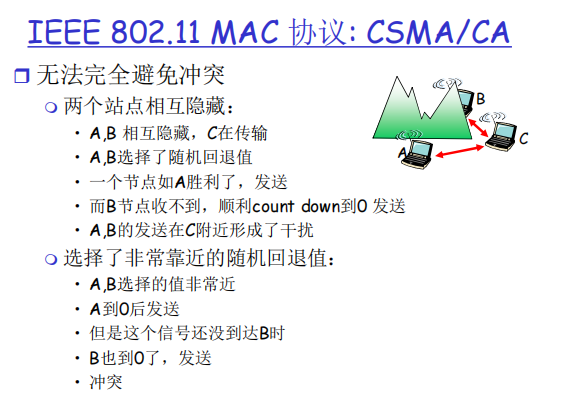 IEEE 802.11 MAC 协议: CSMA/CA
无法完全避免冲突
两个站点相互隐藏：
• A,B 相互隐藏，C在传输
• A,B选择了随机回退值
• 一个节点如A胜利了，发送
• 而B节点收不到，顺利count down到0 发送
• A,B的发送在C附近形成了干扰
选择了非常靠近的随机回退值：
• A,B选择的值非常近
• A到0后发送
• 但是这个信号还没到达B时
• B也到0了，发送
• 冲突
B
C
A